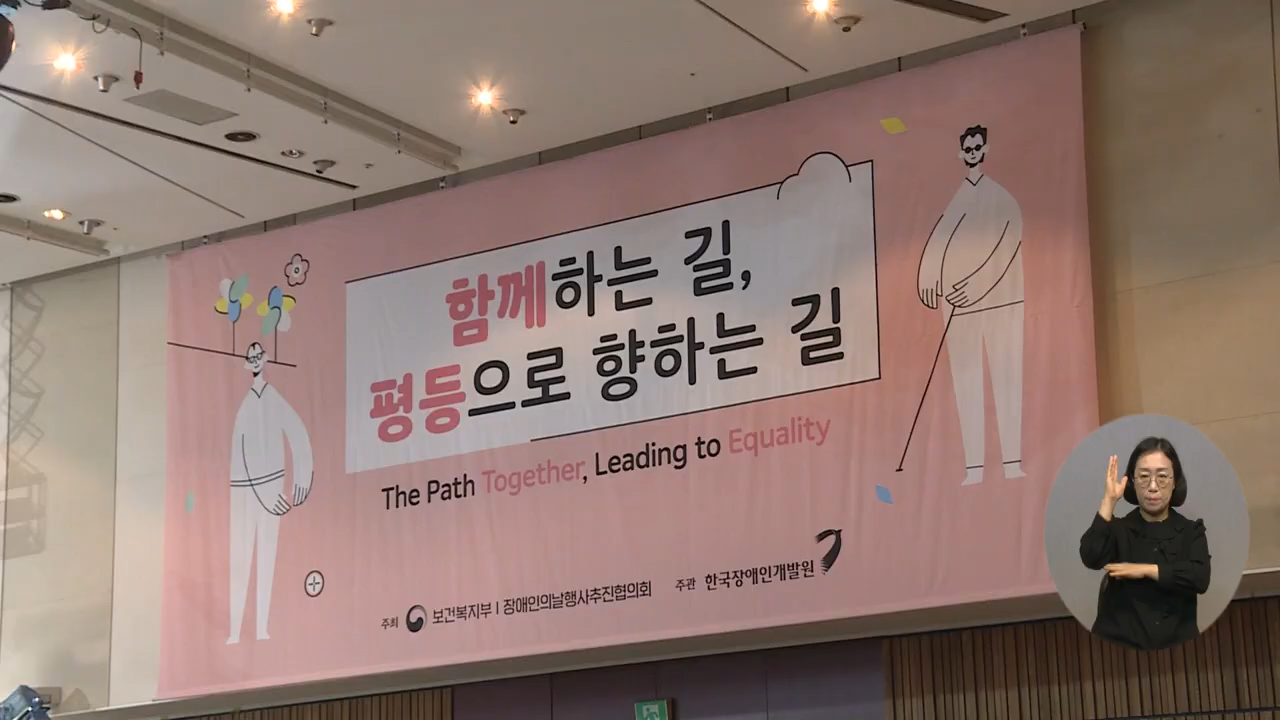 함께하는 길,
평등으로 향하는 길
The Path Together, Leading to Equality
주최 보건복지부 | 장애인의날행사추진협의회 주관 한국장애인개발원